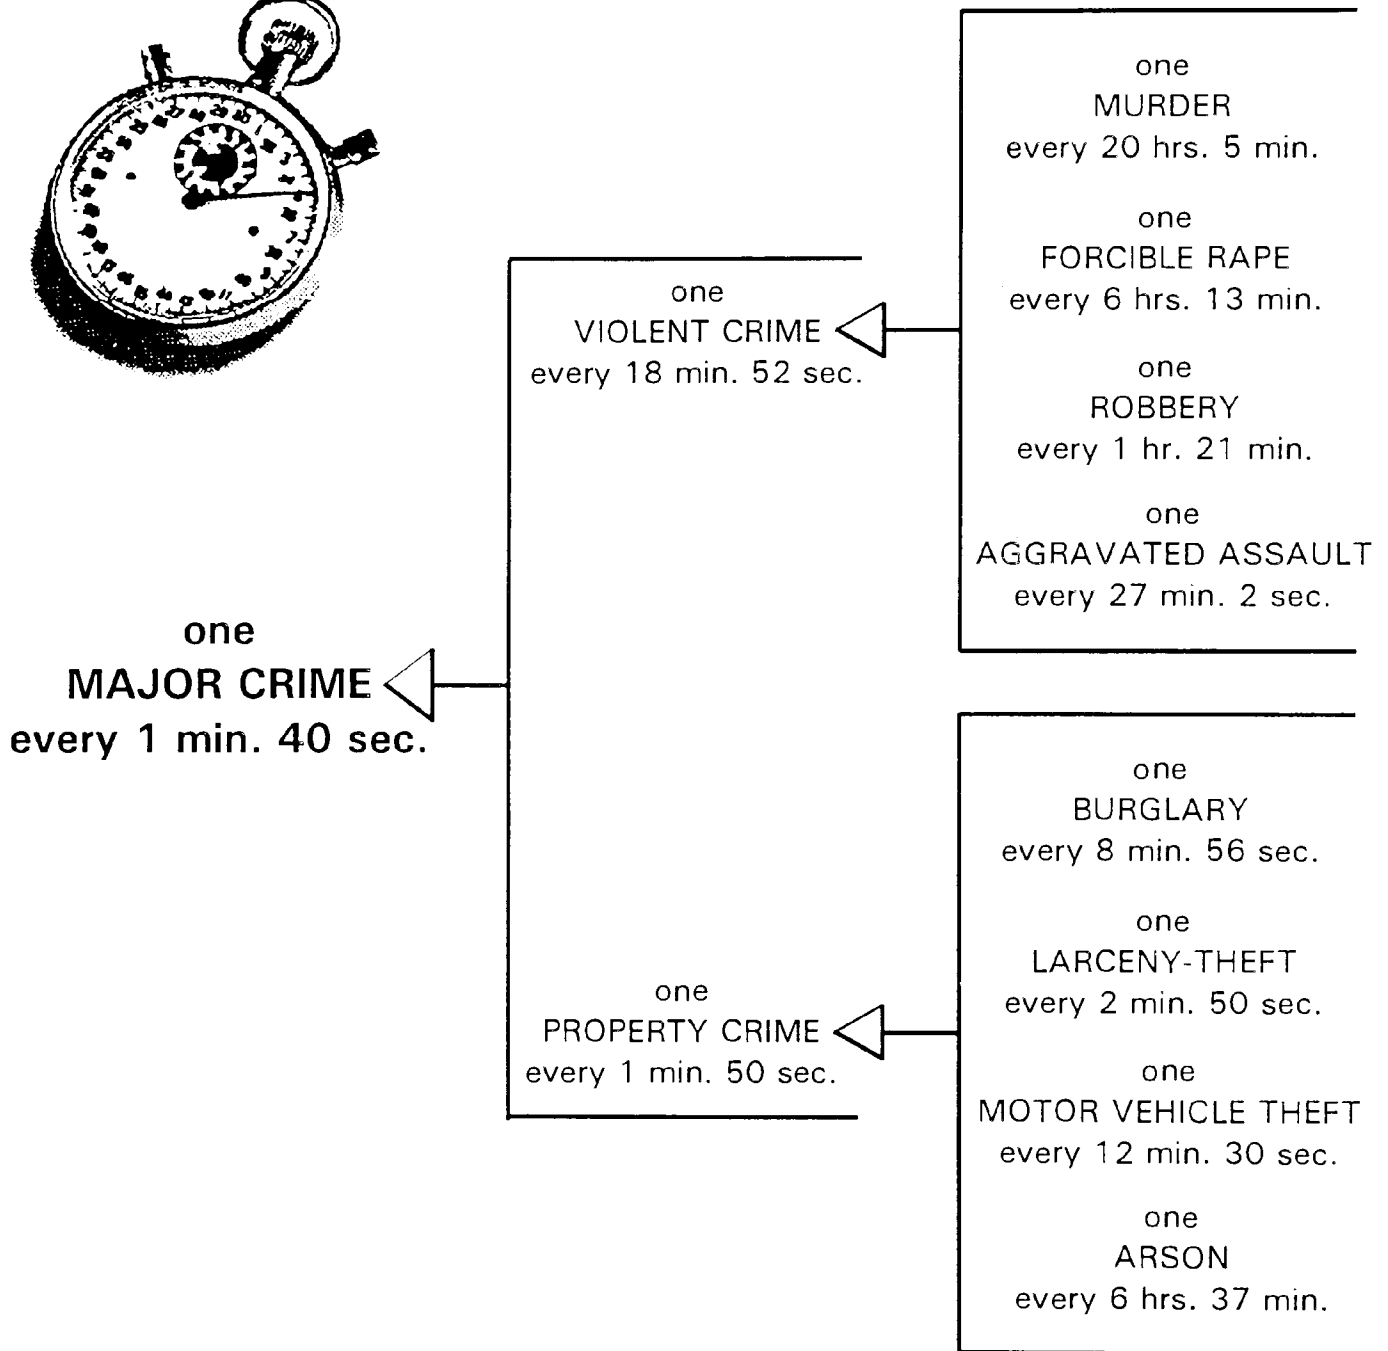 one
MAJOR CRIME
every 1 min. 40 sec.
one
VIOLENT CRIME
every 18 min. 52 sec.
one
MURDER
every 20 hrs. 5 min.
one
FORCIBLE RAPE
every 6 hrs. 13 min.
one
ROBBERY
every 1 hr. 21 min.
one
AGGRAVATED ASSAULT
every 27 min. 2 sec.
one
PROPERTY CRIME
every 1 min. 50 sec.
one
BURGLARY
every 8 min. 56 sec.
one
LARCENY-THEFT
every 2 min. 50 sec.
one
MOTOR VEHICLE THEFT
every 12 min. 30 sec.
one
ARSON
every 6 hrs. 37 min.